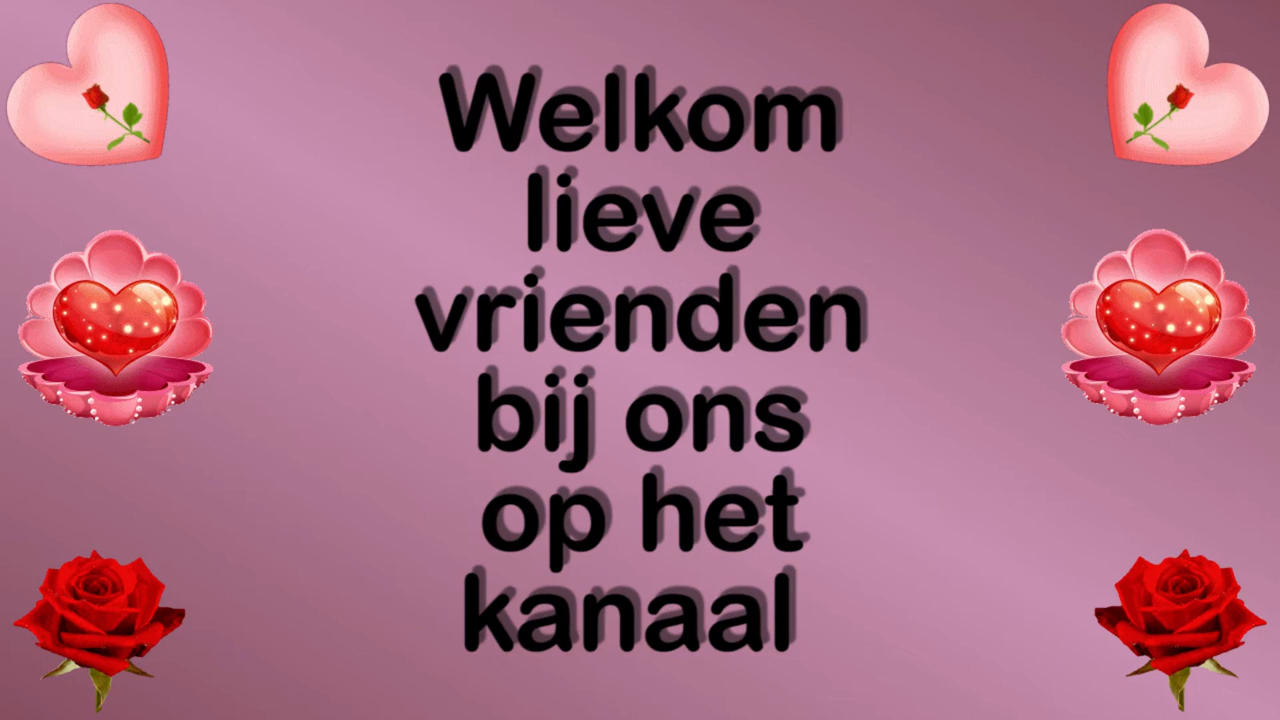 Welkom
lieve
vrienden
bij ons
op het
kanaal